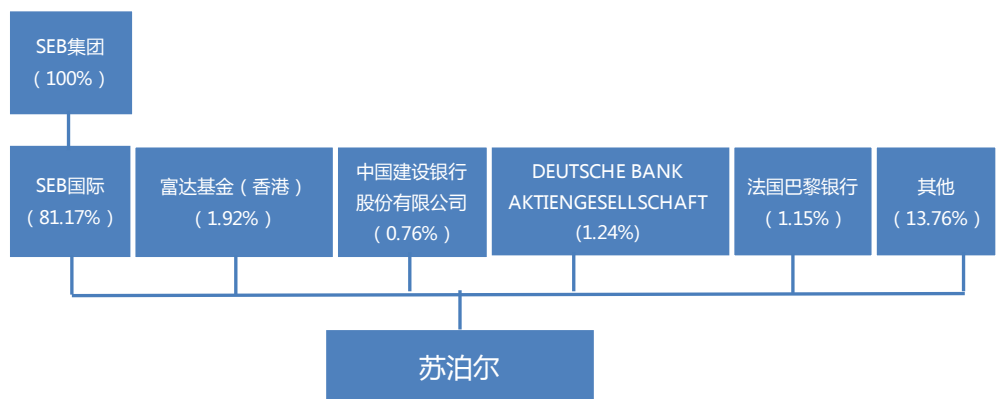 SEB集团
（100%）
SEB国际
（81.17%）
富达基金（香港）
（1.92%）
中国建设银行
股份有限公司
（0.76%）
DEUTSCHE BANK
AKTIENGESELLSCHAFT
(1.24%)
法国巴黎银行
（1.15%）
其他
（13.76%）
苏泊尔